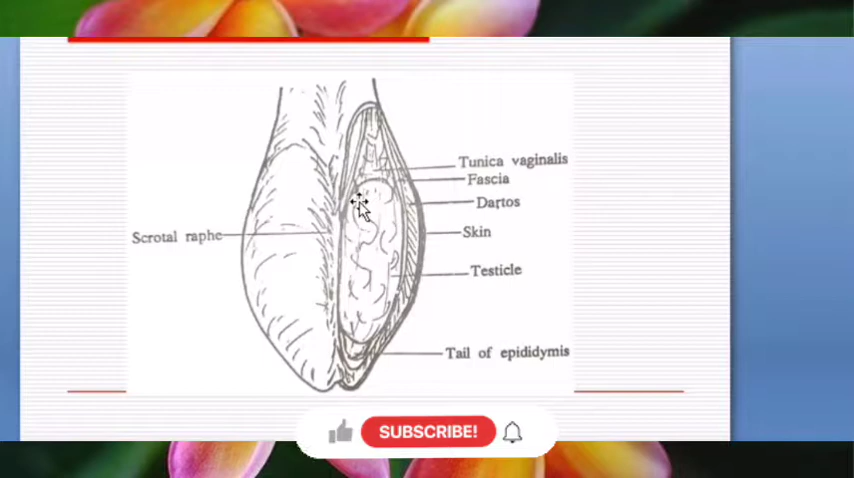 Tunica vaginalis
Fascia
Dartos
Skin
Scrotal raphe
Testicle
Tail of epididymis
SUBSCRIBE!